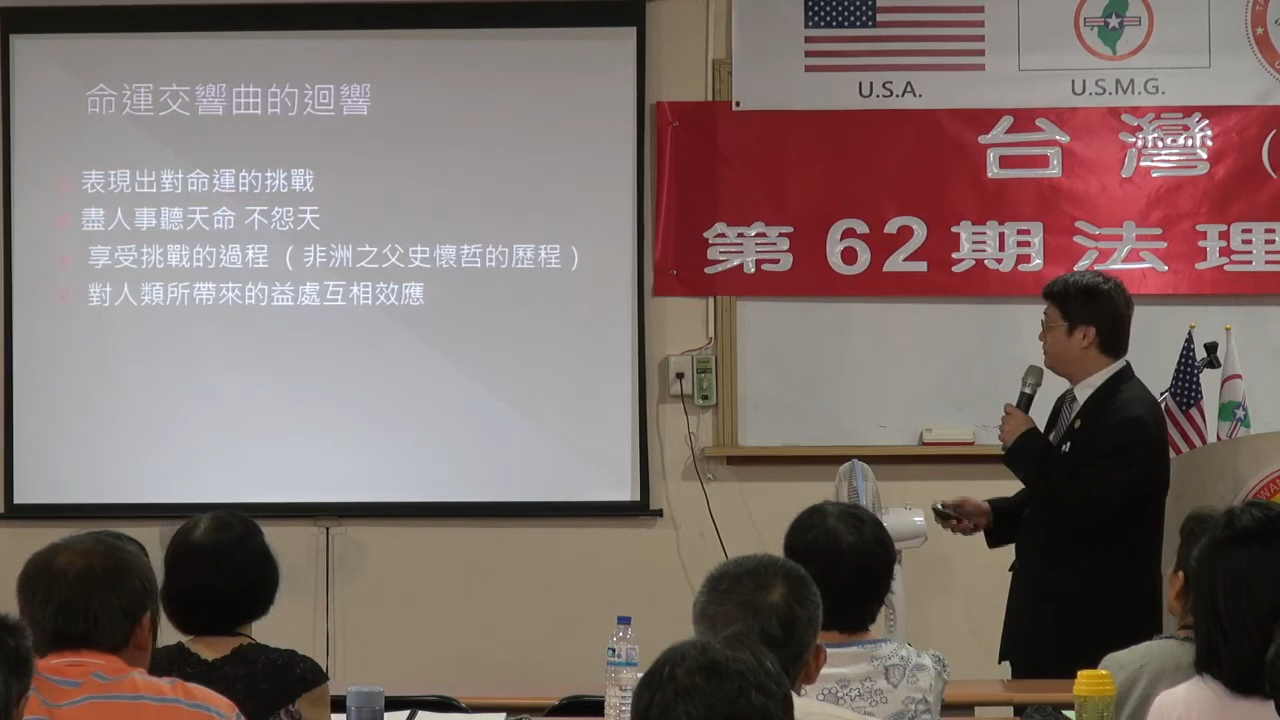 命運交響曲的迴響
表現出對命運的挑戰
盡人事聽天命 不怨天
享受挑戰的過程 （非洲之父史懷哲的歷程）
對人類所帶來的益處互相效應
U.S.A.
U.S.M.G.
台灣（
第62期法理